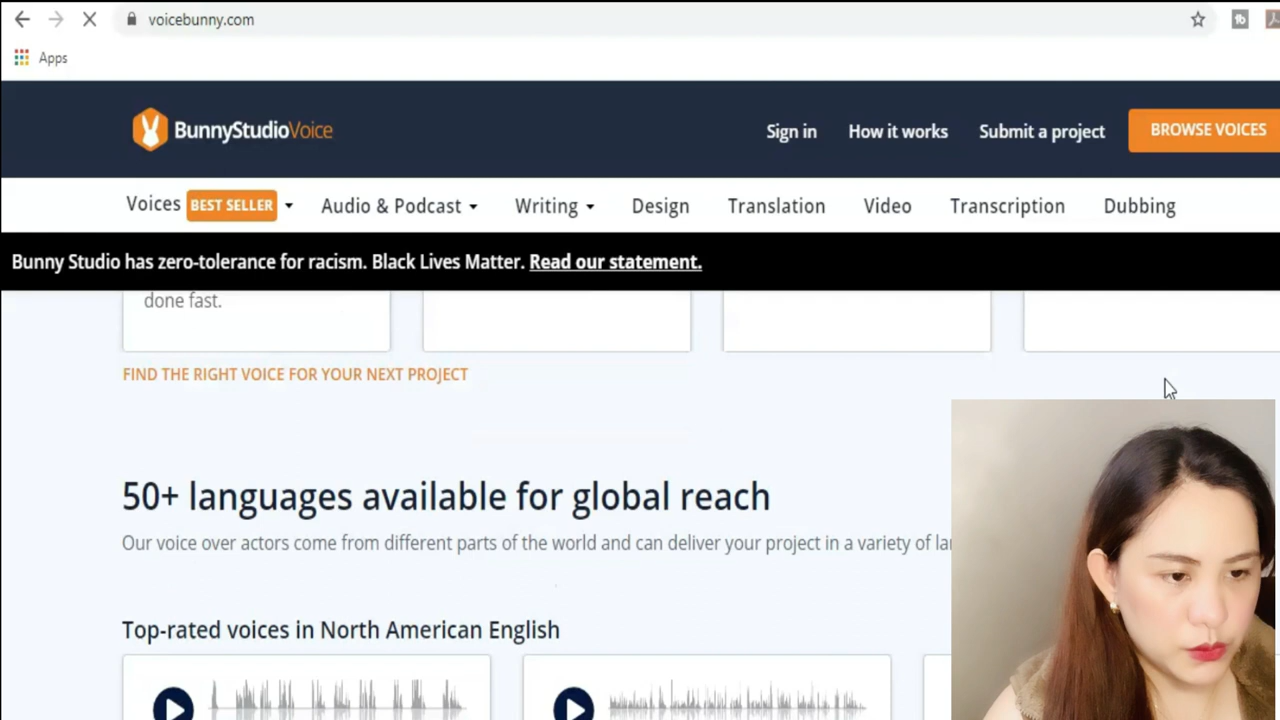 voicebunny.com
Apps
BunnyStudioVoice
Sign in How it works Submit a project BROWSE VOICES
Voices BEST SELLER Audio & Podcast Writing Design Translation Video Transcription Dubbing
Bunny Studio has zero-tolerance for racism. Black Lives Matter. Read our statement.
done fast.
FIND THE RIGHT VOICE FOR YOUR NEXT PROJECT
50+ languages available for global reach
Our voice over actors come from different parts of the world and can deliver your project in a variety of
Top-rated voices in North American English